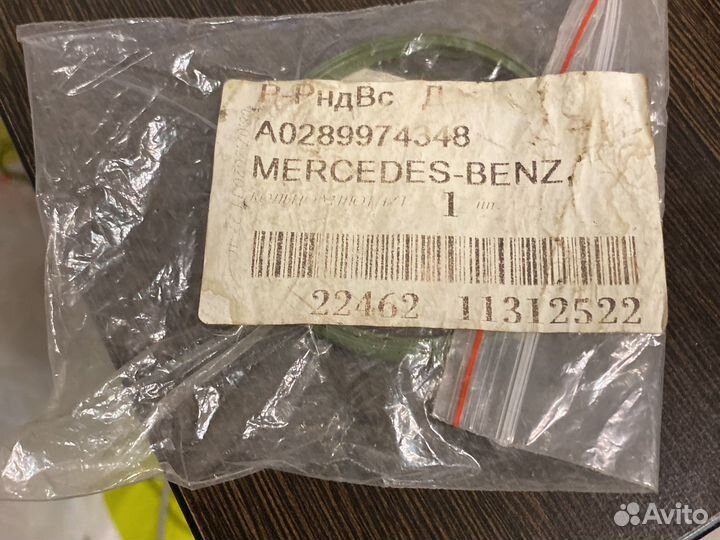 Р-РндВс Д
A0289974348
MERCEDES-BENZ
1 шт.
22462 11312522
Avito